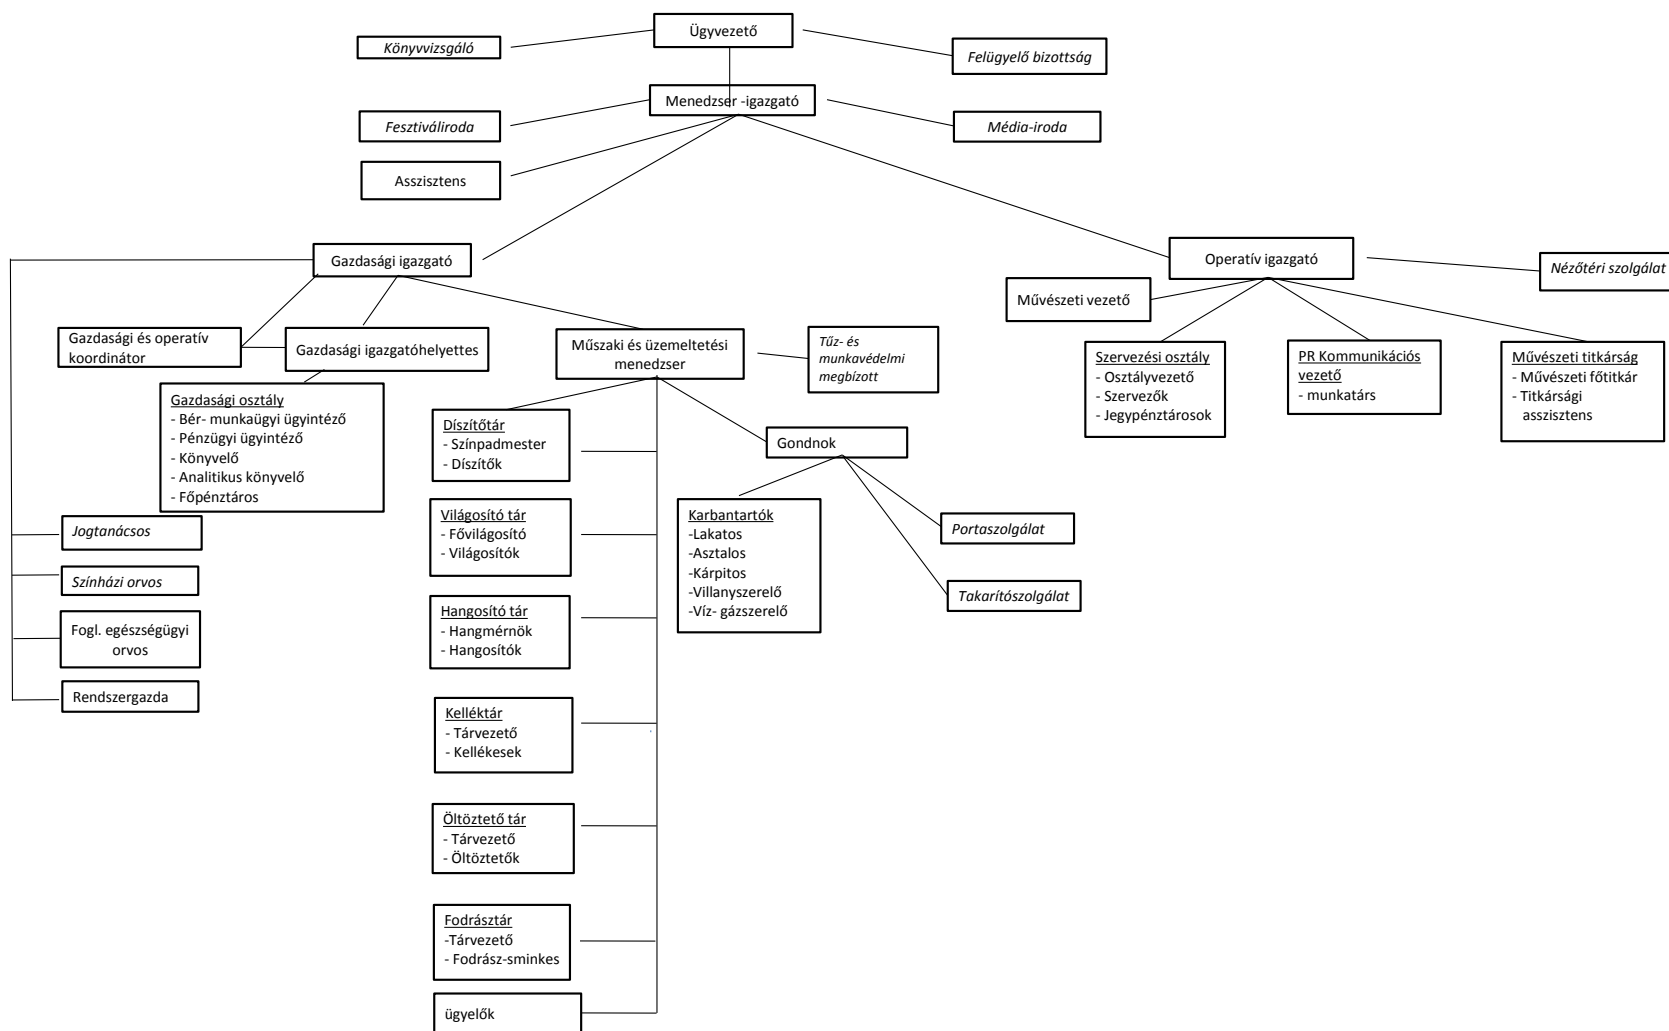 Ügyvezető
Könyvvizsgáló
Felügyelő bizottság
Menedzser -igazgató
Fesztiváliroda
Média-iroda
Asszisztens
Gazdasági igazgató
Operatív igazgató
Nézőtéri szolgálat
Művészeti vezető
Gazdasági és operatív
koordinátor
Gazdasági igazgatóhelyettes
Műszaki és üzemeltetési
menedzser
Tűz- és
munkavédelmi
megbízott
Szervezési osztály
- Osztályvezető
- Szervezők
- Jegypénztárosok
PR Kommunikációs
vezető
- munkatárs
Művészeti titkárság
- Művészeti főtitkár
- Titkársági
asszisztens
Gazdasági osztály
- Bér- munkaügyi ügyintéző
- Pénzügyi ügyintéző
- Könyvelő
- Analitikus könyvelő
- Főpénztáros
Díszítőtár
- Színpadmester
- Díszítők
Gondnok
Világosító tár
- Fővilágosító
- Világosítók
Karbantartók
-Lakatos
-Asztalos
-Kárpitos
-Villanyszerelő
-Víz- gázszerelő
Portaszolgálat
Takarítószolgálat
Jogtanácsos
Színházi orvos
Fogl. egészségügyi
orvos
Rendszergazda
Hangosító tár
- Hangmérnök
- Hangosítók
Kelléktár
- Tárvezető
- Kellékesek
Öltöztető tár
- Tárvezető
- Öltöztetők
Fodrásztár
-Tárvezető
- Fodrász-sminkes
ügyelők